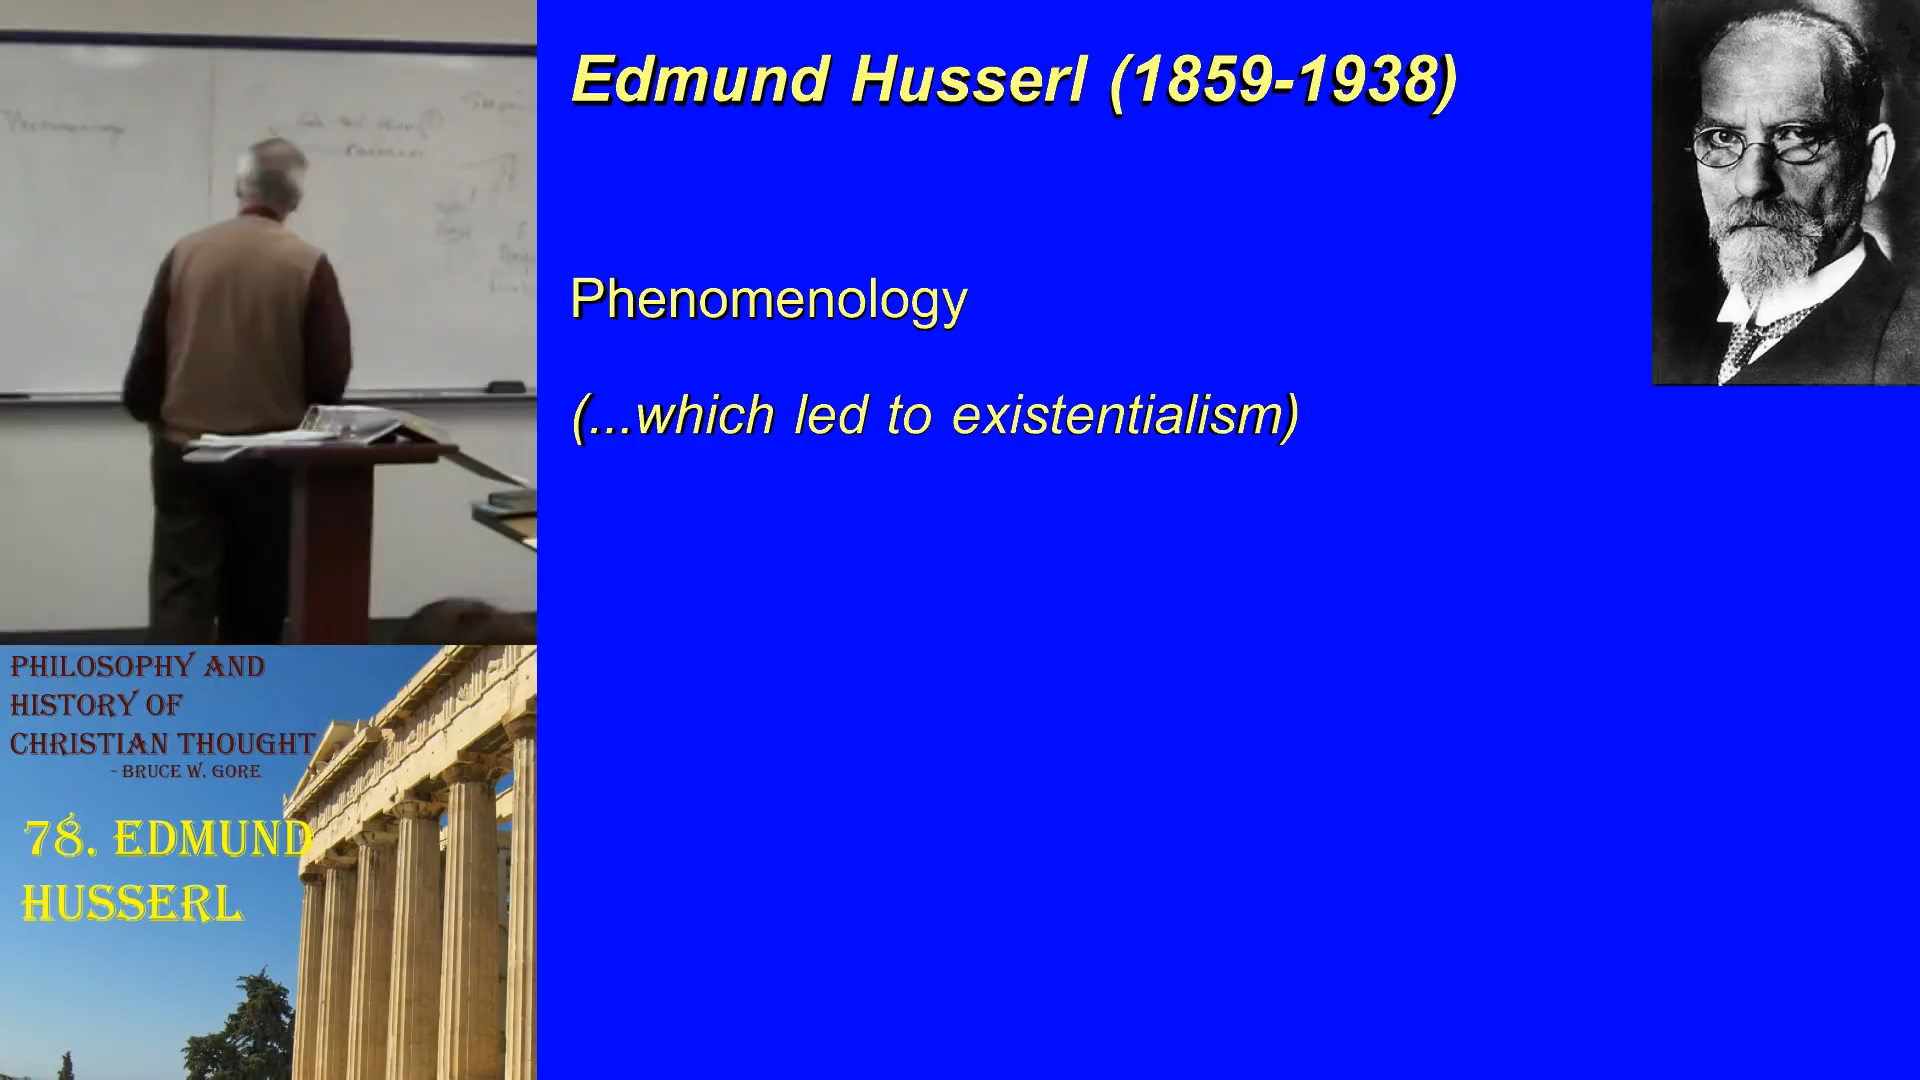 Edmund Husserl (1859-1938)
Phenomenology
(...which led to existentialism)
Phenomenology
PHILOSOPHY AND
HISTORY OF
CHRISTIAN THOUGHT
- BRUCE W. GORE
78. EDMUND
HUSSERL